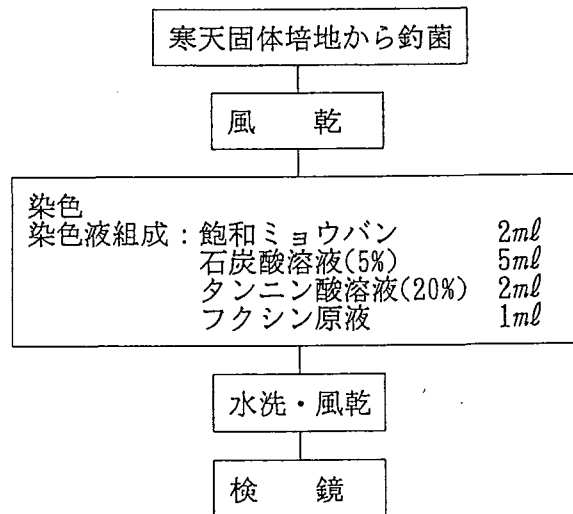 寒天固体培地から釣菌
風　乾
染色
染色液組成：飽和ミョウバン 2mℓ
石炭酸溶液(5%) 5mℓ
タンニン酸溶液(20%) 2mℓ
フクシン原液 1mℓ
水洗・風乾
検　鏡